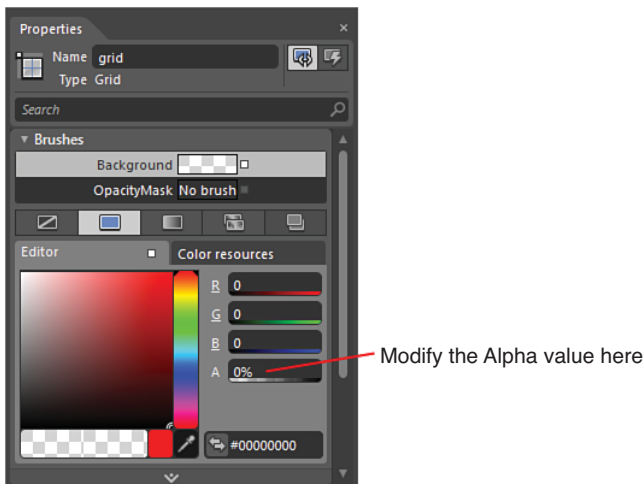 Properties
Name grid
Type Grid
Search
Brushes
Background
OpacityMask No brush
Editor Color resources
R 0
G 0
B 0
A 0%
#00000000
Modify the Alpha value here